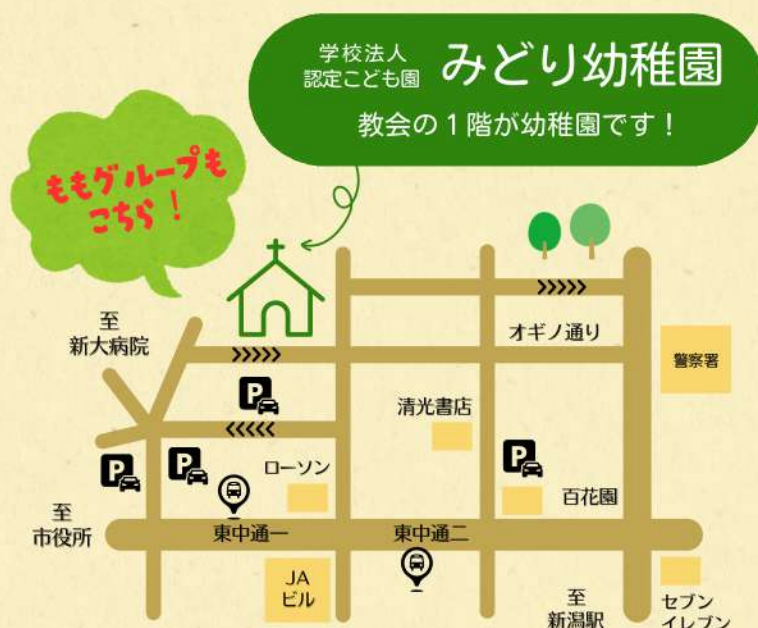 学校法人
認定こども園
みどり幼稚園
教会の1階が幼稚園です！
ももグループも
こちら！
至
新大病院
>>>>>
オギノ通り
警察署
>>>>>
P
清光書店
<<<<<
P
P
ローソン
P
百花園
至
市役所
東中通一
東中通二
JA
ビル
至
新潟駅
セブン
イレブン